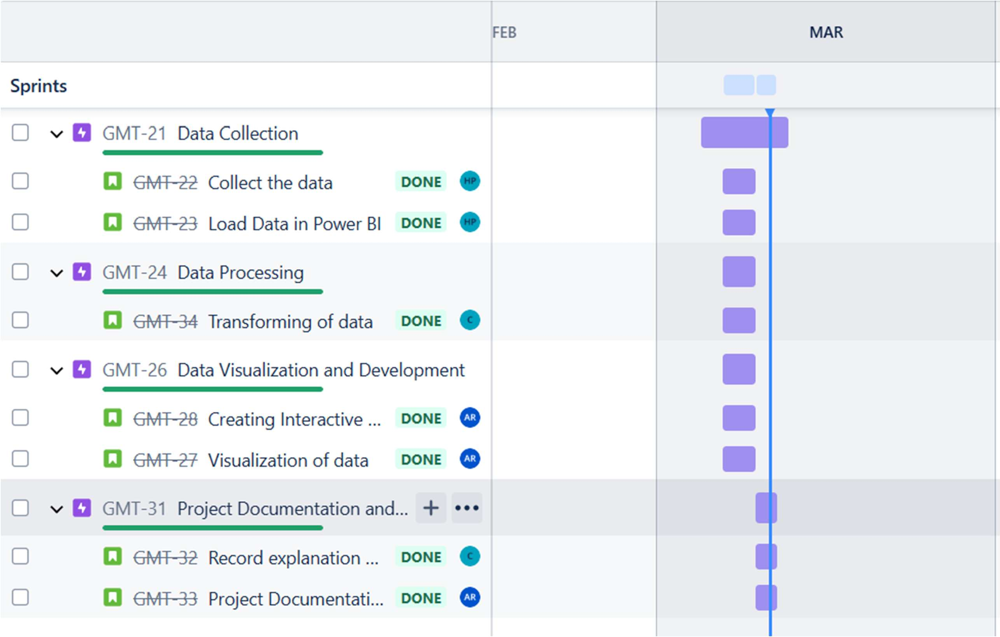 FEB MAR
Sprints
GMT-21 Data Collection
GMT-22 Collect the data DONE HP
GMT-23 Load Data in Power BI DONE HP
GMT-24 Data Processing
GMT-34 Transforming of data DONE C
GMT-26 Data Visualization and Development
GMT-28 Creating Interactive ... DONE AR
GMT-27 Visualization of data DONE AR
GMT-31 Project Documentation and...
GMT-32 Record explanation ... DONE C
GMT-33 Project Documentati... DONE AR